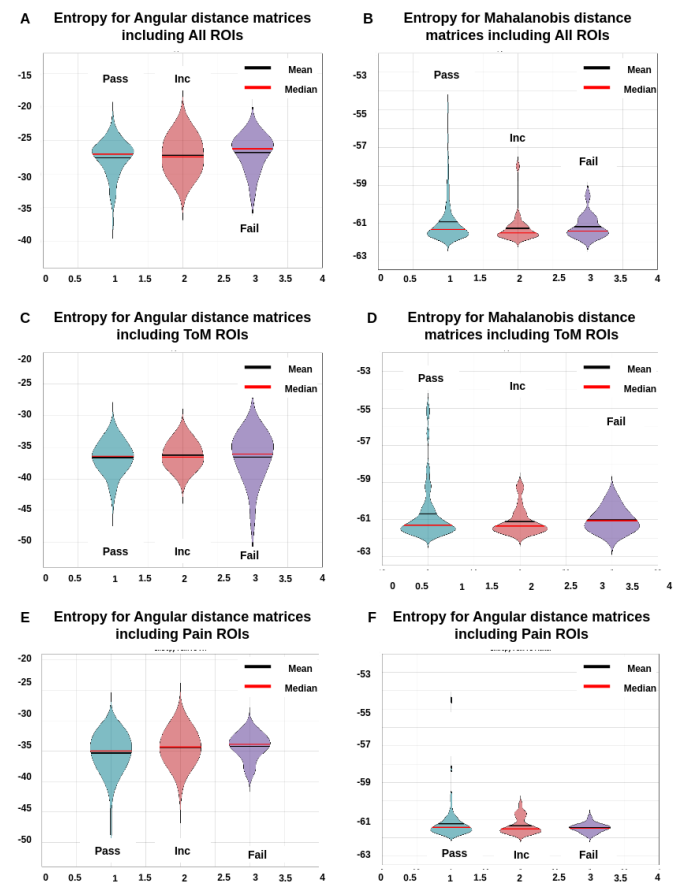 A Entropy for Angular distance matrices
including All ROIs
B Entropy for Mahalanobis distance
matrices including All ROIs
-15
-20
-25
-30
-35
-40
Pass
Inc
Fail
Mean
Median
0 0.5 1 1.5 2 2.5 3 3.5 4
-53
-55
-57
-59
-61
-63
Pass
Inc
Fail
Mean
Median
0 0.5 1 1.5 2 2.5 3 3.5 4
C Entropy for Angular distance matrices
including ToM ROIs
D Entropy for Mahalanobis distance
matrices including ToM ROIs
-20
-25
-30
-35
-40
-45
-50
Mean
Median
Pass
Inc
Fail
0 0.5 1 1.5 2 2.5 3 3.5 4
-53
-55
-57
-59
-61
-63
Pass
Inc
Fail
Mean
Median
0 0.5 1 1.5 2 2.5 3 3.5 4
E Entropy for Angular distance matrices
including Pain ROIs
F Entropy for Angular distance matrices
including Pain ROIs
-20
-25
-30
-35
-40
-45
-50
Mean
Median
Pass
Inc
Fail
0 0.5 1 1.5 2 2.5 3 3.5 4
-53
-55
-57
-59
-61
-63
Mean
Median
Pass
Inc
Fail
0 0.5 1 1.5 2 2.5 3 3.5 4